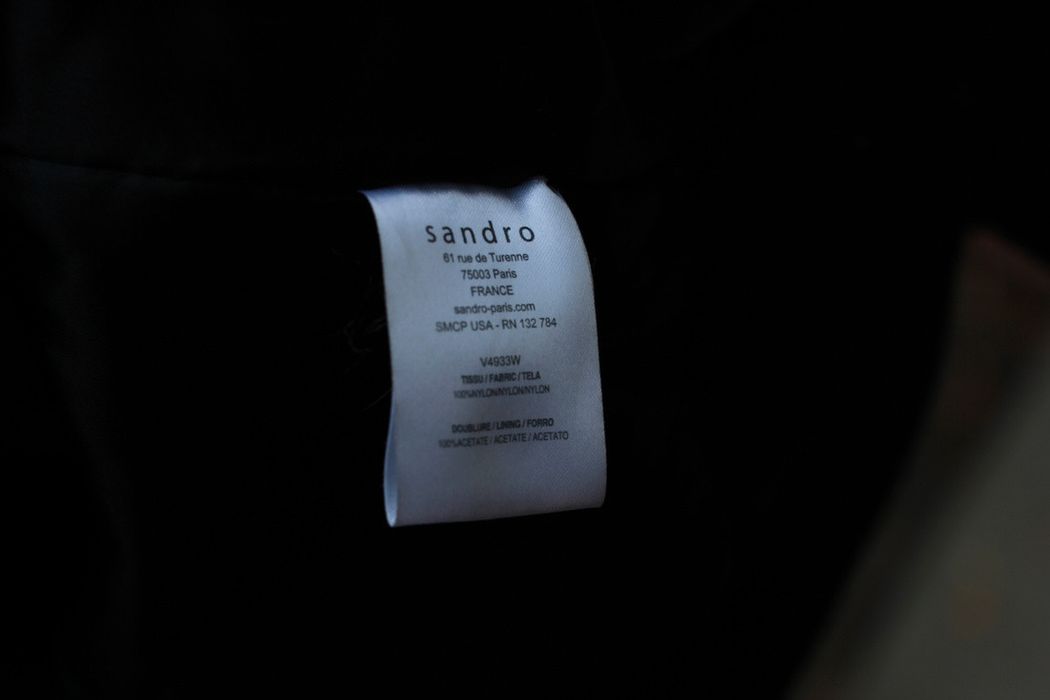 sandro
61 rue de Turenne
75003 Paris
FRANCE
sandro-paris.com
SMCP USA - RN 132 784
V4933W
TISSU / FABRIC / TELA
100%NYLON/NYLON/NYLON
DOUBLURE / LINING / FORRO
100%ACETATE / ACETATE / ACETATO